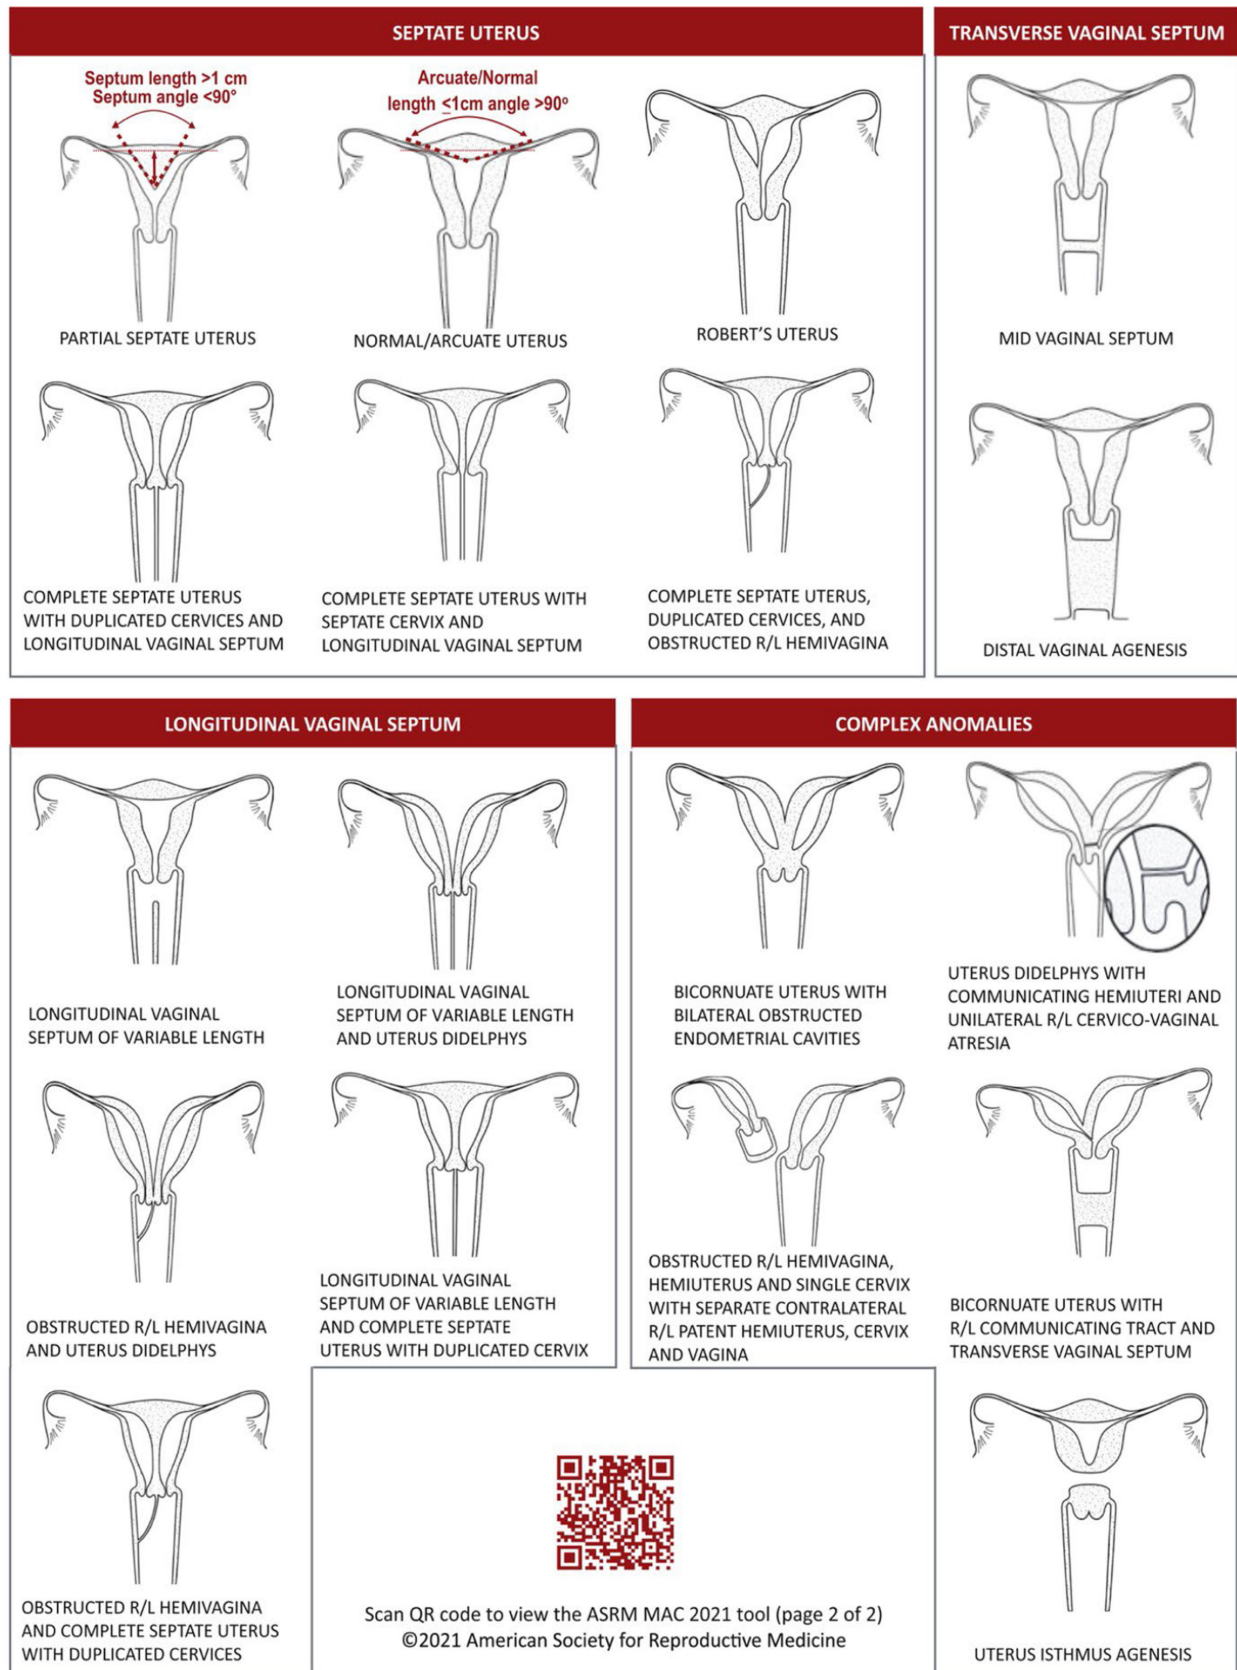 SEPTATE UTERUS
Septum length >1 cm
Septum angle <90°
Arcuate/Normal
length ≤1cm angle >90°
PARTIAL SEPTATE UTERUS
NORMAL/ARCUATE UTERUS
ROBERT'S UTERUS
COMPLETE SEPTATE UTERUS
WITH DUPLICATED CERVICES AND
LONGITUDINAL VAGINAL SEPTUM
COMPLETE SEPTATE UTERUS WITH
SEPTATE CERVIX AND
LONGITUDINAL VAGINAL SEPTUM
COMPLETE SEPTATE UTERUS,
DUPLICATED CERVICES, AND
OBSTRUCTED R/L HEMIVAGINA
TRANSVERSE VAGINAL SEPTUM
MID VAGINAL SEPTUM
DISTAL VAGINAL AGENESIS
LONGITUDINAL VAGINAL SEPTUM
LONGITUDINAL VAGINAL
SEPTUM OF VARIABLE LENGTH
LONGITUDINAL VAGINAL
SEPTUM OF VARIABLE LENGTH
AND UTERUS DIDELPHYS
OBSTRUCTED R/L HEMIVAGINA
AND UTERUS DIDELPHYS
LONGITUDINAL VAGINAL
SEPTUM OF VARIABLE LENGTH
AND COMPLETE SEPTATE
UTERUS WITH DUPLICATED CERVIX
OBSTRUCTED R/L HEMIVAGINA
AND COMPLETE SEPTATE UTERUS
WITH DUPLICATED CERVICES
COMPLEX ANOMALIES
BICORNUATE UTERUS WITH
BILATERAL OBSTRUCTED
ENDOMETRIAL CAVITIES
UTERUS DIDELPHYS WITH
COMMUNICATING HEMIUTERI AND
UNILATERAL R/L CERVICO-VAGINAL
ATRESIA
OBSTRUCTED R/L HEMIVAGINA,
HEMIUTERUS AND SINGLE CERVIX
WITH SEPARATE CONTRALATERAL
R/L PATENT HEMIUTERUS, CERVIX
AND VAGINA
BICORNUATE UTERUS WITH
R/L COMMUNICATING TRACT AND
TRANSVERSE VAGINAL SEPTUM
UTERUS ISTHMUS AGENESIS
Scan QR code to view the ASRM MAC 2021 tool (page 2 of 2)
©2021 American Society for Reproductive Medicine